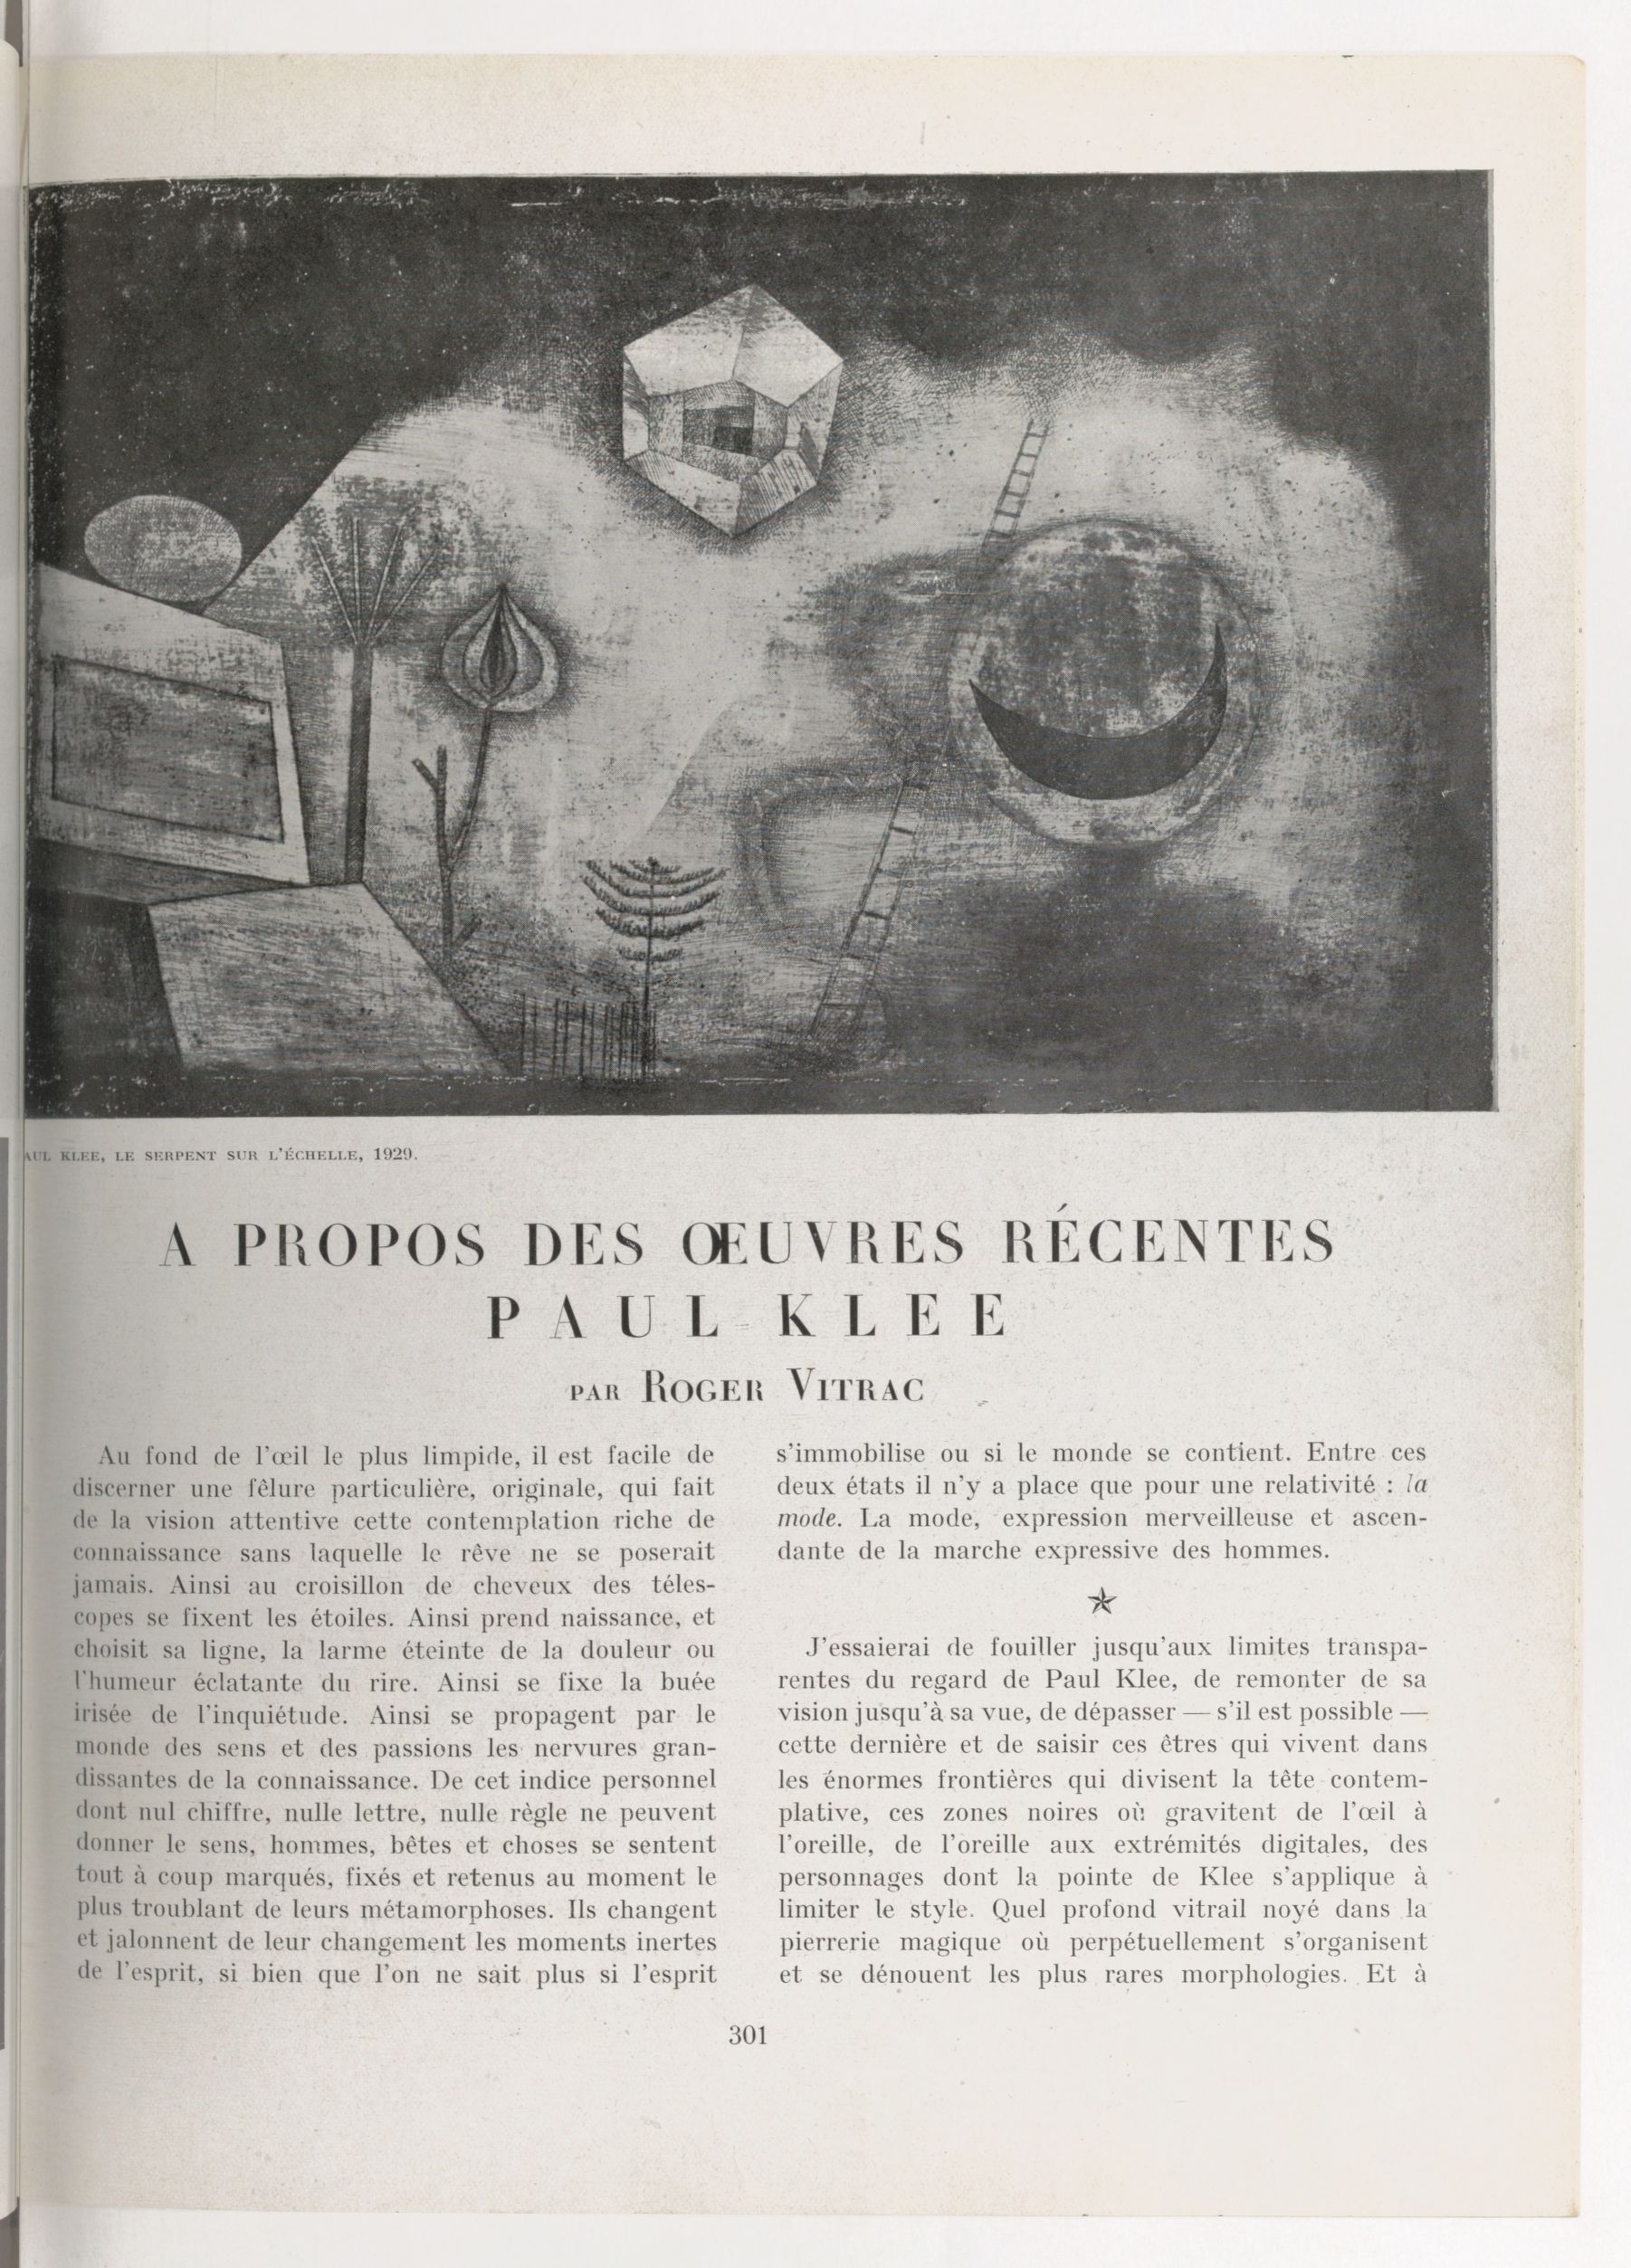 AUL KLEE, LE SERPENT SUR L'ÉCHELLE, 1929.
A PROPOS DES ŒUVRES RÉCENTES
PAUL KLEE
PAR ROGER VITRAC
Au fond de l'œil le plus limpide, il est facile de
discerner une fêlure particulière, originale, qui fait
de la vision attentive cette contemplation riche de
connaissance sans laquelle le rêve ne se poserait
jamais. Ainsi au croisillon de cheveux des téles-
copes se fixent les étoiles. Ainsi prend naissance, et
choisit sa ligne, la larme éteinte de la douleur ou
l'humeur éclatante du rire. Ainsi se fixe la buée
irisée de l'inquiétude. Ainsi se propagent par le
monde des sens et des passions les nervures gran-
dissantes de la connaissance. De cet indice personnel
dont nul chiffre, nulle lettre, nulle règle ne peuvent
donner le sens, hommes, bêtes et choses se sentent
tout à coup marqués, fixés et retenus au moment le
plus troublant de leurs métamorphoses. Ils changent
et jalonnent de leur changement les moments inertes
de l'esprit, si bien que l'on ne sait plus si l'esprit
s'immobilise ou si le monde se contient. Entre ces
deux états il n'y a place que pour une relativité : la
mode. La mode, expression merveilleuse et ascen-
dante de la marche expressive des hommes.
J'essaierai de fouiller jusqu'aux limites transpa-
rentes du regard de Paul Klee, de remonter de sa
vision jusqu'à sa vue, de dépasser — s'il est possible —
cette dernière et de saisir ces êtres qui vivent dans
les énormes frontières qui divisent la tête contem-
plative, ces zones noires où gravitent de l'œil à
l'oreille, de l'oreille aux extrémités digitales, des
personnages dont la pointe de Klee s'applique à
limiter le style. Quel profond vitrail noyé dans la
pierrerie magique où perpétuellement s'organisent
et se dénouent les plus rares morphologies. Et à
301